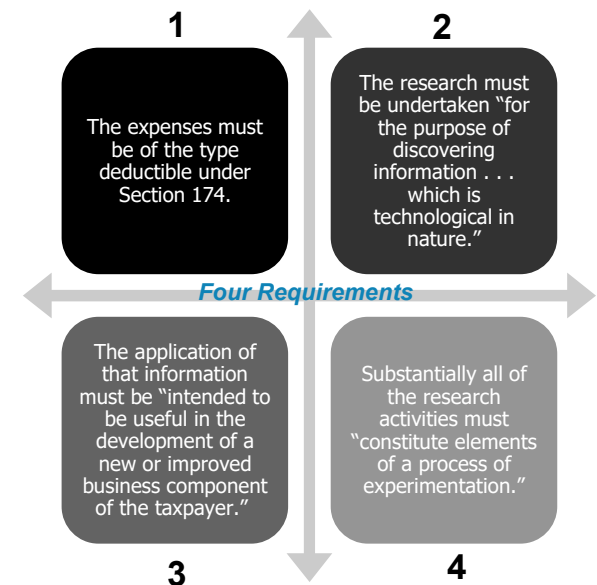 1
The expenses must
be of the type
deductible under
Section 174.
2
The research must
be undertaken “for
the purpose of
discovering
information . . .
which is
technological in
nature.”
Four Requirements
The application of
that information
must be “intended to
be useful in the
development of a
new or improved
business component
of the taxpayer.”
3
Substantially all of
the research
activities must
“constitute elements
of a process of
experimentation.”
4